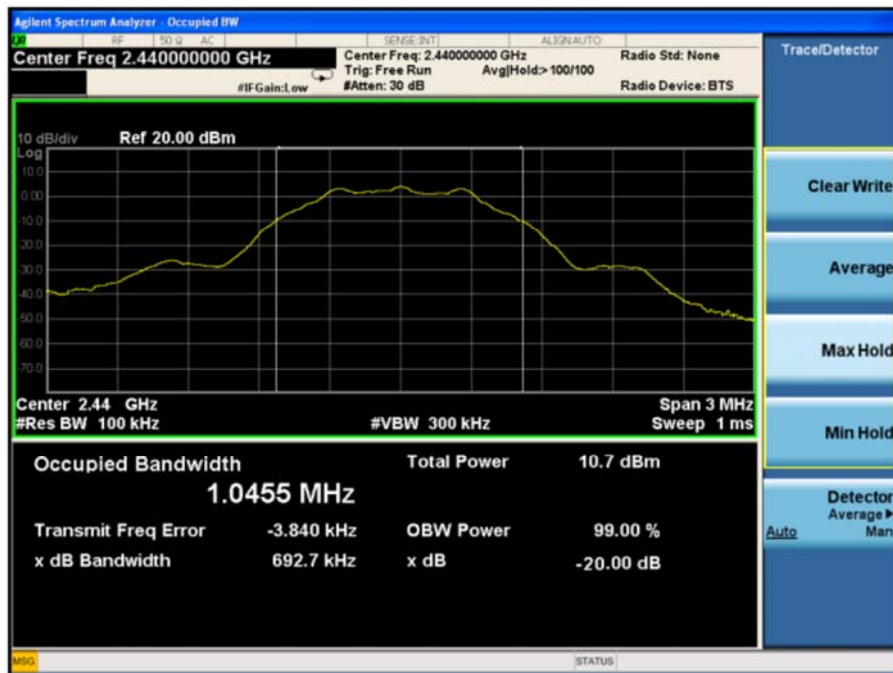 Agilent Spectrum Analyzer - Occupied BW
RF 50 Ω AC SENSE:INT ALIGN AUTO
Center Freq 2.440000000 GHz
Center Freq: 2.440000000 GHz Radio Std: None
Trig: Free Run Avg|Hold:> 100/100
#IFGain:Low #Atten: 30 dB Radio Device: BTS
10 dB/div Ref 20.00 dBm
Log
10.0
0.00
-10.0
-20.0
-30.0
-40.0
-50.0
-60.0
-70.0
Center 2.44 GHz Span 3 MHz
#Res BW 100 kHz #VBW 300 kHz Sweep 1 ms
Occupied Bandwidth Total Power 10.7 dBm
1.0455 MHz
Transmit Freq Error -3.840 kHz OBW Power 99.00 %
x dB Bandwidth 692.7 kHz x dB -20.00 dB
Trace/Detector
Clear Write
Average
Max Hold
Min Hold
Detector
Average▶
Auto Man
MSG STATUS